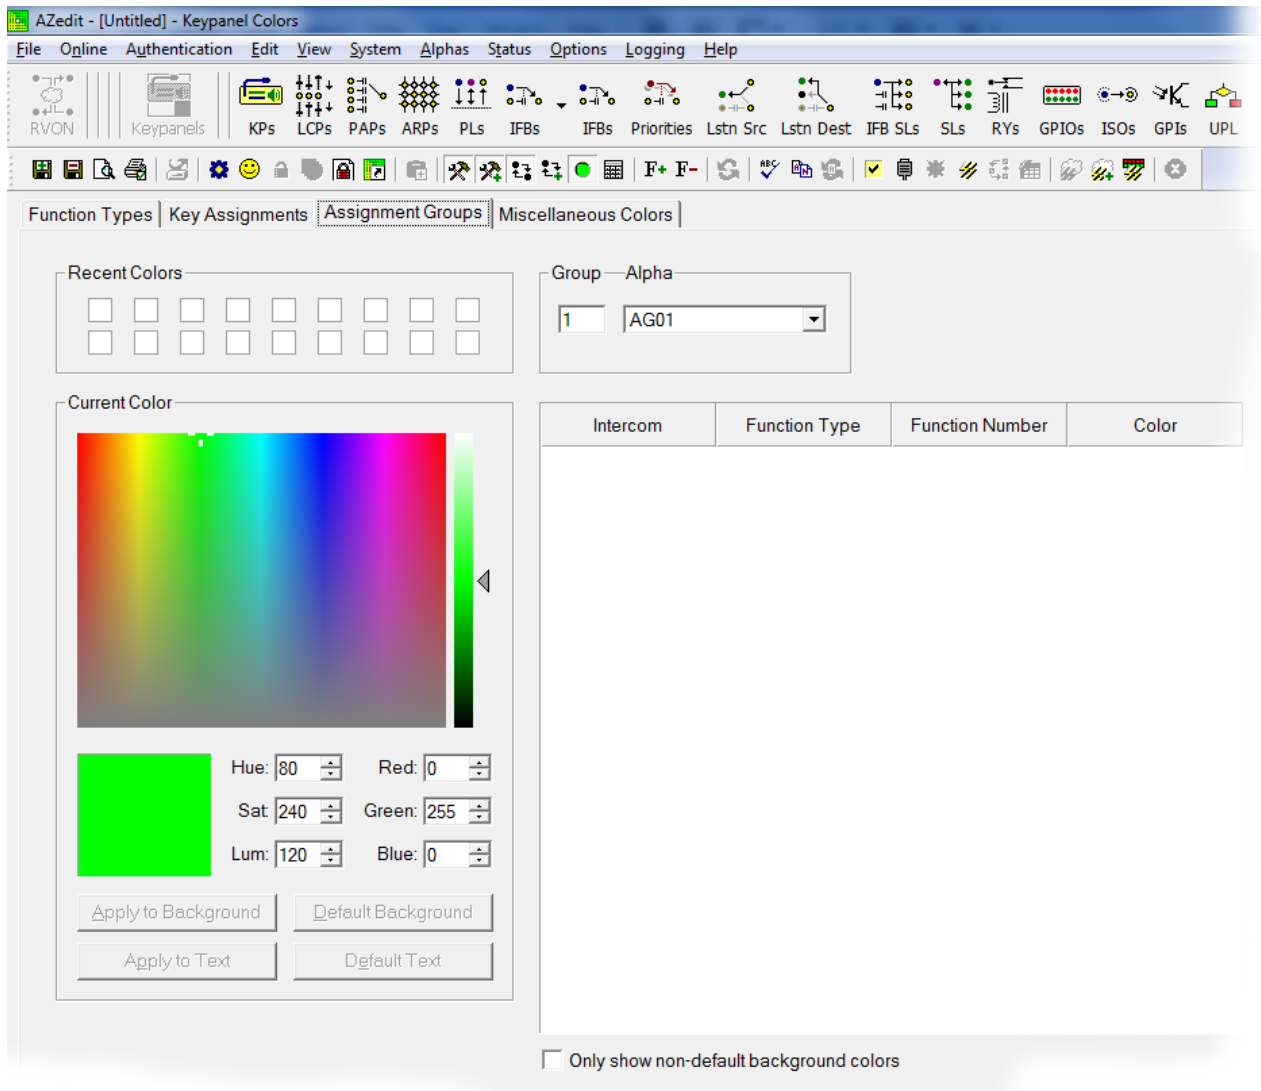 AZedit - [Untitled] - Keypanel Colors
File Online Authentication Edit View System Alphas Status Options Logging Help
RVON Keypanels KPs LCPs PAPs ARPs PLs IFBs IFBs Priorities Lstn Src Lstn Dest IFB SLs SLs RYs GPIOs ISOs GPIs UPL
F+ F- ABC
Function Types Key Assignments Assignment Groups Miscellaneous Colors
Recent Colors
Group Alpha
1 AG01
Current Color
Intercom Function Type Function Number Color
Hue: 80 Red: 0
Sat: 240 Green: 255
Lum: 120 Blue: 0
Apply to Background Default Background
Apply to Text Default Text
Only show non-default background colors